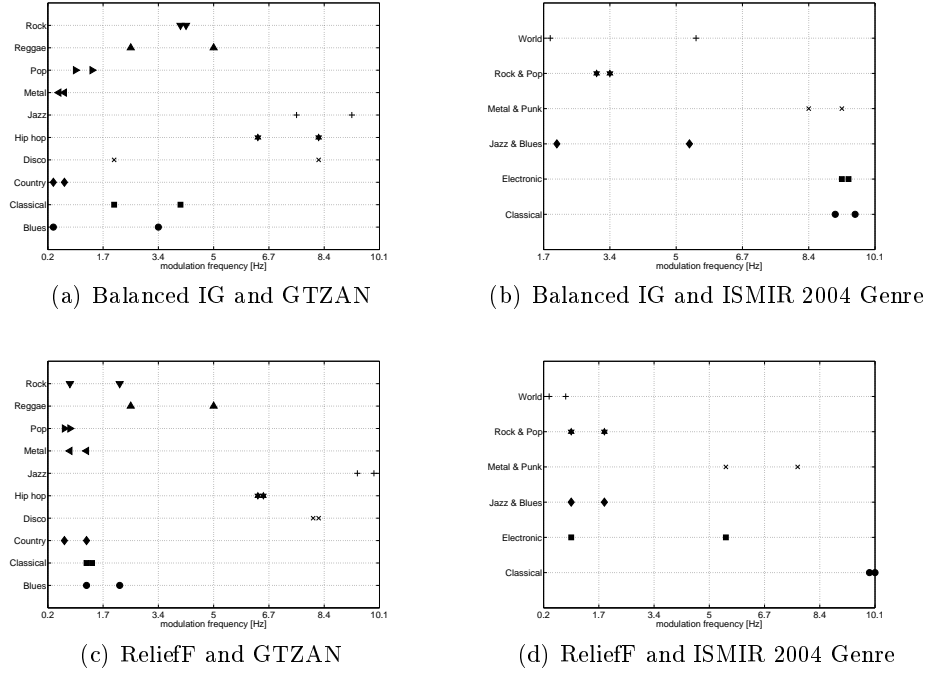 Rock
Reggae
Pop
Metal
Jazz
Hip hop
Disco
Country
Classical
Blues
0.2 1.7 3.4 5 6.7 8.4 10.1
modulation frequency [Hz]
(a) Balanced IG and GTZAN
World
Rock & Pop
Metal & Punk
Jazz & Blues
Electronic
Classical
1.7 3.4 5 6.7 8.4 10.1
modulation frequency [Hz]
(b) Balanced IG and ISMIR 2004 Genre
Rock
Reggae
Pop
Metal
Jazz
Hip hop
Disco
Country
Classical
Blues
0.2 1.7 3.4 5 6.7 8.4 10.1
modulation frequency [Hz]
(c) ReliefF and GTZAN
World
Rock & Pop
Metal & Punk
Jazz & Blues
Electronic
Classical
0.2 1.7 3.4 5 6.7 8.4 10.1
modulation frequency [Hz]
(d) ReliefF and ISMIR 2004 Genre